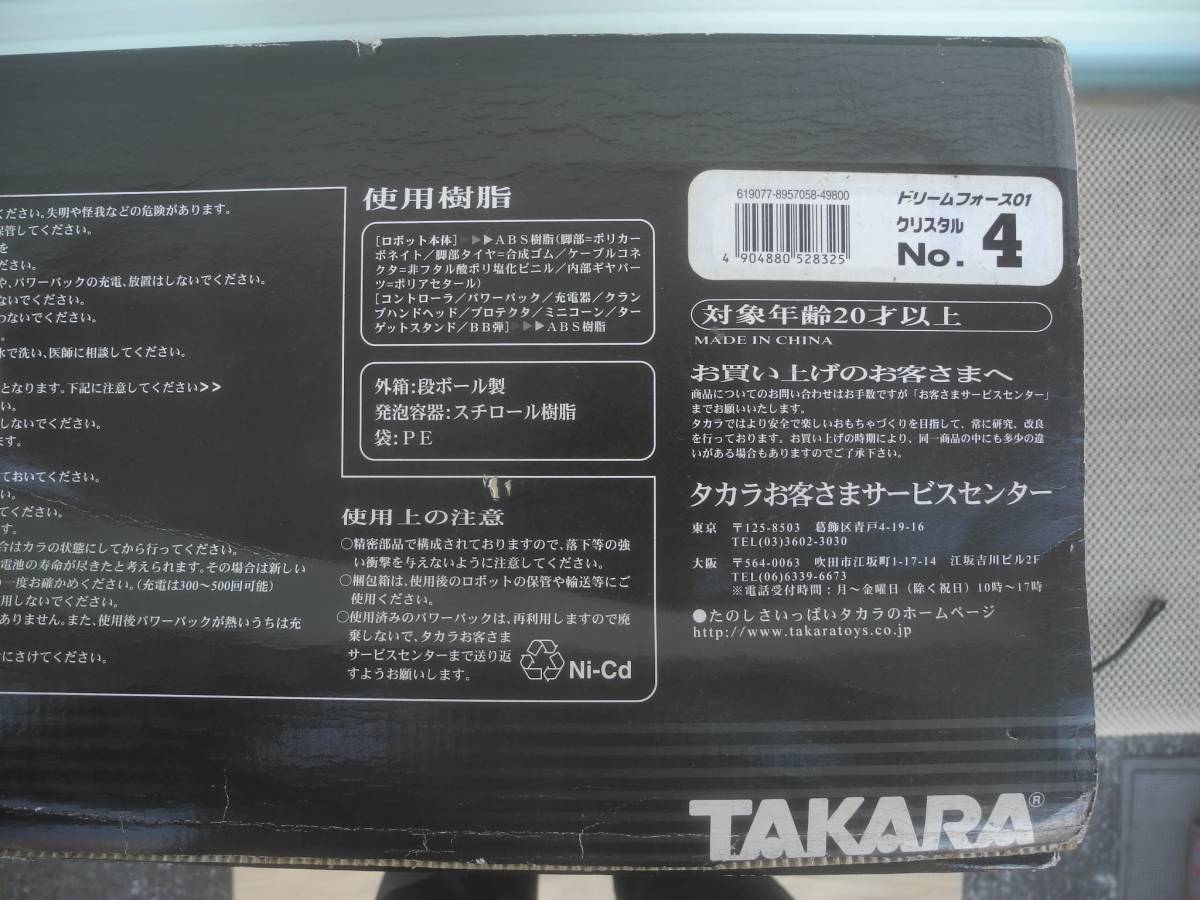 ください。失明や怪我などの危険があります。
保管してください。
を
ださい。
や、パワーパックの充電、放置はしないでください。
ないでください。
わないでください。
。
水で洗い、医師に相談してください。
となります。下記に注意してください>>
い。
しないでください。
ます。
ておいてください。
い。
てください。
す。
合はカラの状態にしてから行ってください。
電池の寿命が尽きたと考えられます。その場合は新しい
り一度お確かめください。(充電は300〜500回可能)
用しないでください。
ありません。また、使用後パワーパックが熱いうちは充
にさけてください。
使用樹脂
[ロボット本体]▶▶▶ABS樹脂(脚部=ポリカー
ボネイト/脚部タイヤ=合成ゴム/ケーブルコネ
クタ=非フタル酸ポリ塩化ビニル/内部ギヤパー
ツ=ポリアセタール)
[コントローラ/パワーパック/充電器/クラン
プハンドヘッド/プロテクタ/ミニコーン/ター
ゲットスタンド/BB弾]▶▶▶ABS樹脂
外箱:段ボール製
発泡容器:スチロール樹脂
袋:PE
使用上の注意
○精密部品で構成されておりますので、落下等の強
い衝撃を与えないように注意してください。
○梱包箱は、使用後のロボットの保管や輸送等にご
使用ください。
○使用済みのパワーパックは、再利用しますので廃
棄しないで、タカラお客さま
サービスセンターまで送り返
すようお願いします。
Ni-Cd
619077-8957058-49800
4 904880 528325
ドリームフォース01
クリスタル
No. 4
対象年齢20才以上
MADE IN CHINA
お買い上げのお客さまへ
商品についてのお問い合わせはお手数ですが「お客さまサービスセンター」
までお願いいたします。
タカラではより安全で楽しいおもちゃづくりを目指して、常に研究、改良
を行っております。お買い上げの時期により、同一商品の中にも多少の違
いがある場合もありますのでご了承下さい。
タカラお客さまサービスセンター
東京 〒125-8503 葛飾区青戸4-19-16
TEL(03)3602-3030
大阪 〒564-0063 吹田市江坂町1-17-14 江坂吉川ビル2F
TEL(06)6339-6673
※電話受付時間:月〜金曜日(除く祝日)10時〜17時
●たのしさいっぱいタカラのホームページ
http://www.takaratoys.co.jp
TAKARA®